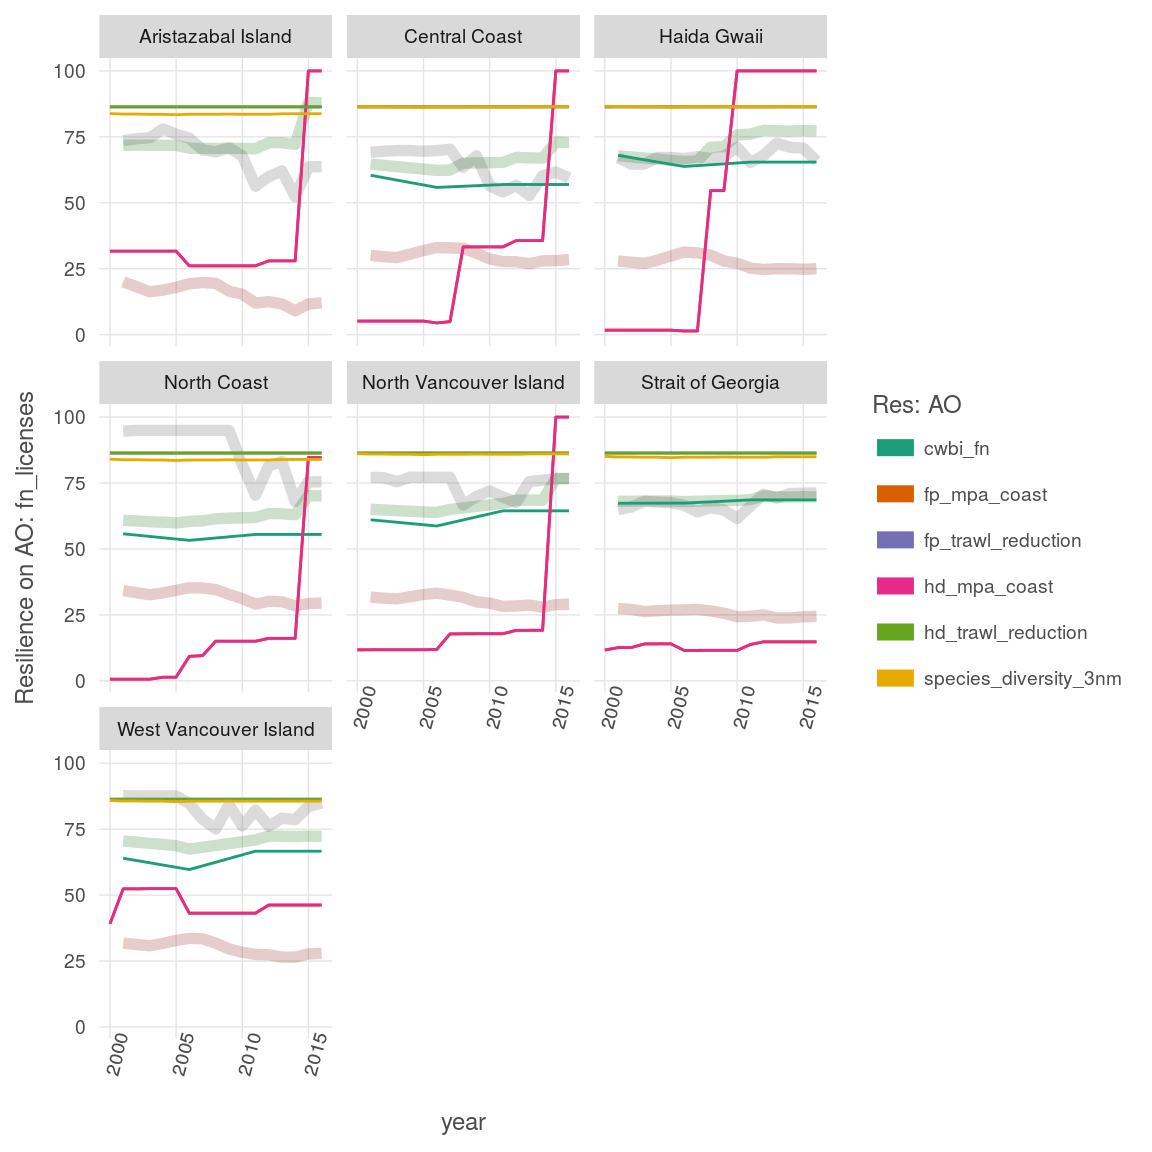 Aristazabal Island Central Coast Haida Gwaii
100
75
50
25
0
North Coast North Vancouver Island Strait of Georgia
100
75
50
25
0
2000 2005 2010 2015 2000 2005 2010 2015
West Vancouver Island
100
75
50
25
0
2000 2005 2010 2015
year
Resilience on AO: fn_licenses
Res: AO
cwbi_fn
fp_mpa_coast
fp_trawl_reduction
hd_mpa_coast
hd_trawl_reduction
species_diversity_3nm